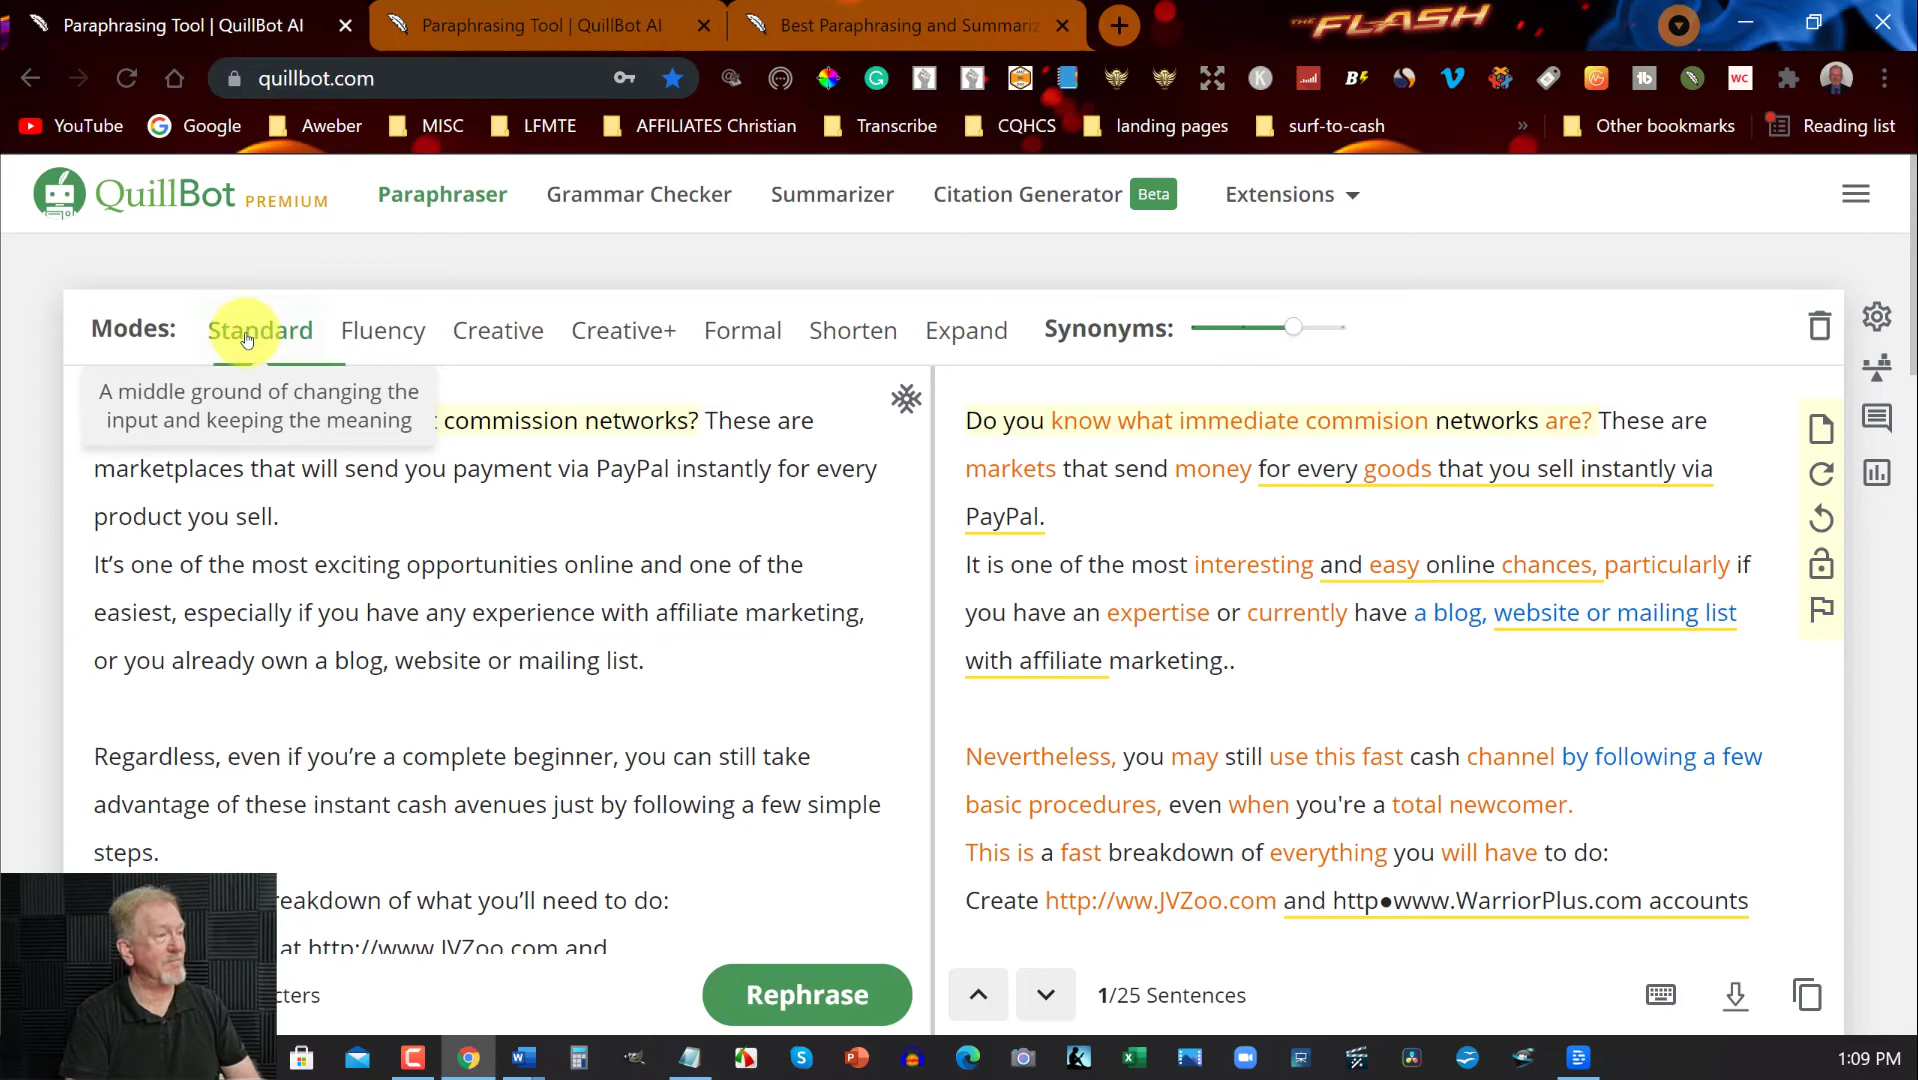 Paraphrasing Tool | QuillBot AI
Paraphrasing Tool | QuillBot AI
Best Paraphrasing and Summariz
THE FLASH
quillbot.com
YouTube
Google
Aweber
MISC
LFMTE
AFFILIATES Christian
Transcribe
CQHCS
landing pages
surf-to-cash
»
Other bookmarks
Reading list
QuillBot PREMIUM
Paraphraser
Grammar Checker
Summarizer
Citation Generator Beta
Extensions
Modes:
Standard
Fluency
Creative
Creative+
Formal
Shorten
Expand
Synonyms:
A middle ground of changing the
input and keeping the meaning
commission networks? These are
marketplaces that will send you payment via PayPal instantly for every
product you sell.
It’s one of the most exciting opportunities online and one of the
easiest, especially if you have any experience with affiliate marketing,
or you already own a blog, website or mailing list.
Regardless, even if you’re a complete beginner, you can still take
advantage of these instant cash avenues just by following a few simple
steps.
reakdown of what you’ll need to do:
at http://www.JVZoo.com and
cters
Rephrase
Do you know what immediate commision networks are? These are
markets that send money for every goods that you sell instantly via
PayPal.
It is one of the most interesting and easy online chances, particularly if
you have an expertise or currently have a blog, website or mailing list
with affiliate marketing..
Nevertheless, you may still use this fast cash channel by following a few
basic procedures, even when you're a total newcomer.
This is a fast breakdown of everything you will have to do:
Create http://ww.JVZoo.com and http●www.WarriorPlus.com accounts
1/25 Sentences
1:09 PM